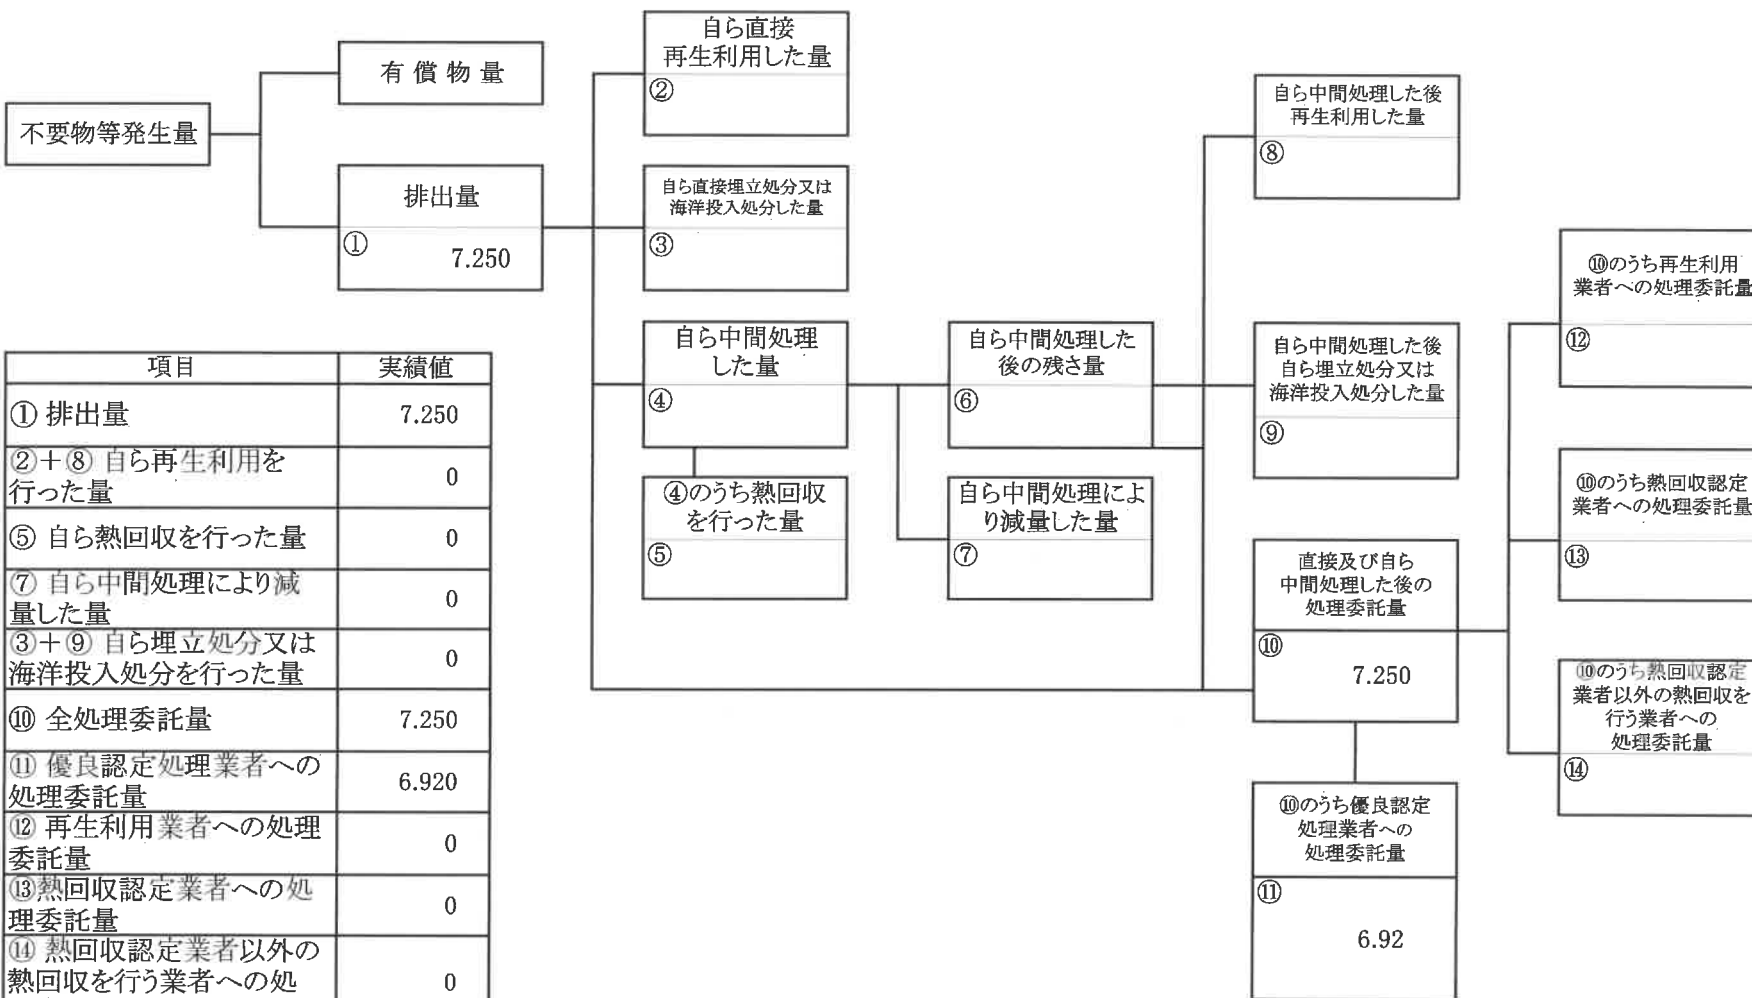 不要物等発生量
有 償 物 量
排出量
①
7.250
自ら直接
再生利用した量
②
自ら直接埋立処分又は
海洋投入処分した量
③
自ら中間処理
した量
④
④のうち熱回収
を行った量
⑤
自ら中間処理した
後の残さ量
⑥
自ら中間処理によ
り減量した量
⑦
自ら中間処理した後
再生利用した量
⑧
自ら中間処理した後
自ら埋立処分又は
海洋投入処分した量
⑨
直接及び自ら
中間処理した後の
処理委託量
⑩
7.250
⑩のうち優良認定
処理業者への
処理委託量
⑪
6.92
⑩のうち再生利用
業者への処理委託量
⑫
⑩のうち熱回収認定
業者への処理委託量
⑬
⑩のうち熱回収認定
業者以外の熱回収を
行う業者への
処理委託量
⑭
項目 実績値
① 排出量 7.250
②＋⑧ 自ら再生利用を
行った量 0
⑤ 自ら熱回収を行った量 0
⑦ 自ら中間処理により減
量した量 0
③＋⑨ 自ら埋立処分又は
海洋投入処分を行った量 0
⑩ 全処理委託量 7.250
⑪ 優良認定処理業者への
処理委託量 6.920
⑫ 再生利用業者への処理
委託量 0
⑬熱回収認定業者への処
理委託量 0
⑭ 熱回収認定業者以外の
熱回収を行う業者への処 0